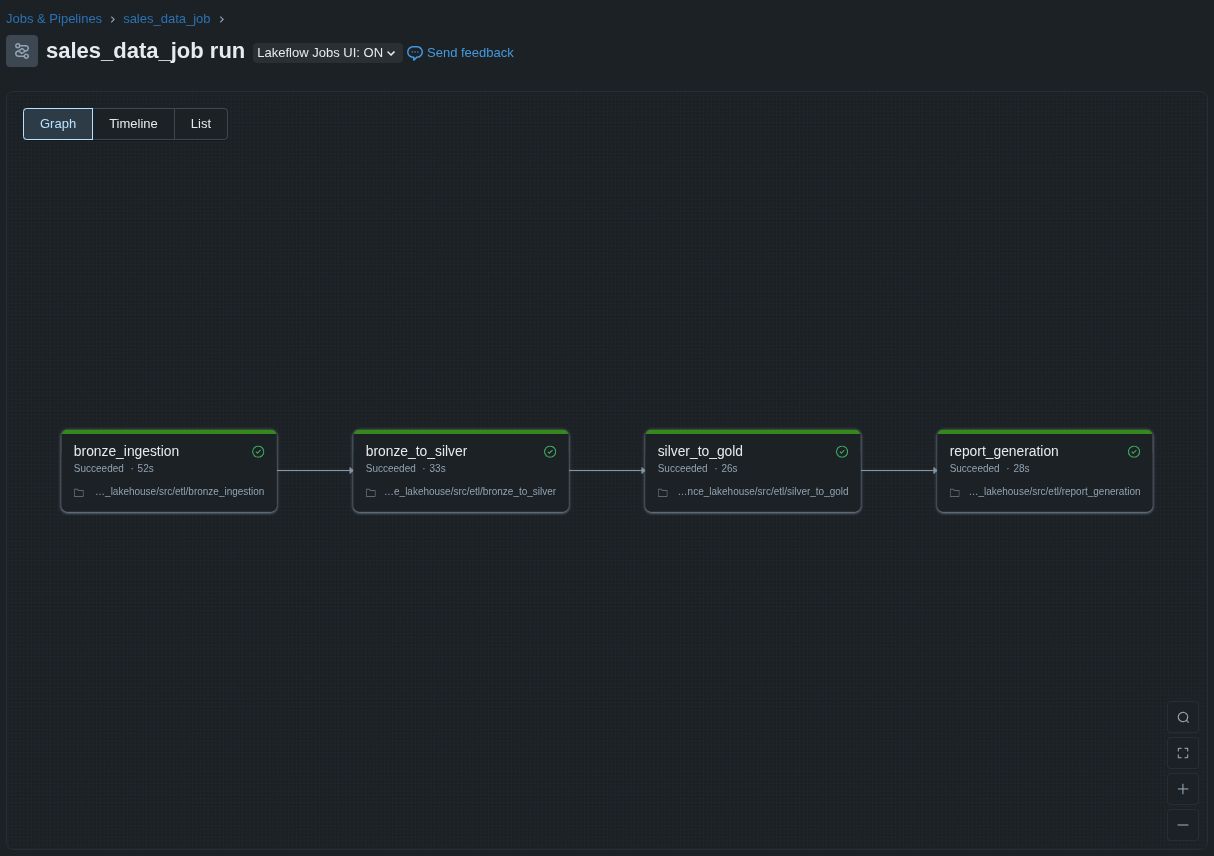 Jobs & Pipelines › sales_data_job ›
sales_data_job run Lakeflow Jobs UI: ON Send feedback
Graph Timeline List
bronze_ingestion
Succeeded · 52s
..._lakehouse/src/etl/bronze_ingestion
bronze_to_silver
Succeeded · 33s
...e_lakehouse/src/etl/bronze_to_silver
silver_to_gold
Succeeded · 26s
...nce_lakehouse/src/etl/silver_to_gold
report_generation
Succeeded · 28s
..._lakehouse/src/etl/report_generation